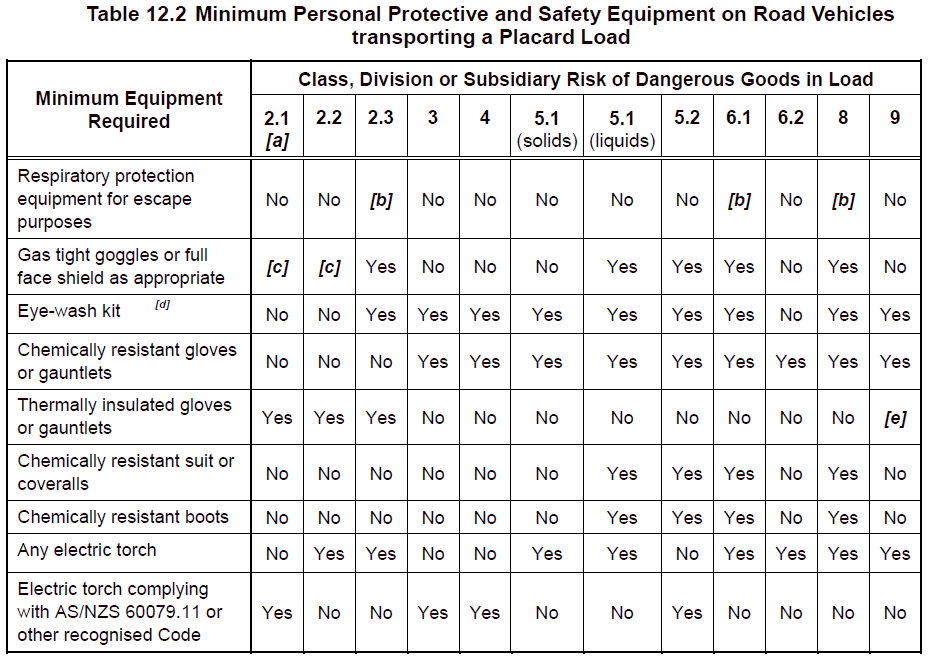 Table 12.2 Minimum Personal Protective and Safety Equipment on Road Vehicles
transporting a Placard Load
Minimum Equipment
Required
Class, Division or Subsidiary Risk of Dangerous Goods in Load
2.1 2.2 2.3 3 4 5.1 5.1 5.2 6.1 6.2 8 9
[a] (solids) (liquids)
Respiratory protection
equipment for escape
purposes
No No [b] No No No No No [b] No [b] No
Gas tight goggles or full
face shield as appropriate
[c] [c] Yes No No No Yes Yes Yes No Yes No
Eye-wash kit [d] No No Yes Yes Yes Yes Yes Yes Yes No Yes Yes
Chemically resistant gloves
or gauntlets
No No No Yes Yes Yes Yes Yes Yes Yes Yes Yes
Thermally insulated gloves
or gauntlets
Yes Yes Yes No No No No No No No No [e]
Chemically resistant suit or
coveralls
No No No No No No Yes Yes Yes No Yes No
Chemically resistant boots No No No No No No Yes Yes Yes No Yes No
Any electric torch No Yes Yes No No Yes Yes No Yes Yes Yes Yes
Electric torch complying
with AS/NZS 60079.11 or
other recognised Code
Yes No No Yes Yes No No Yes No No No No